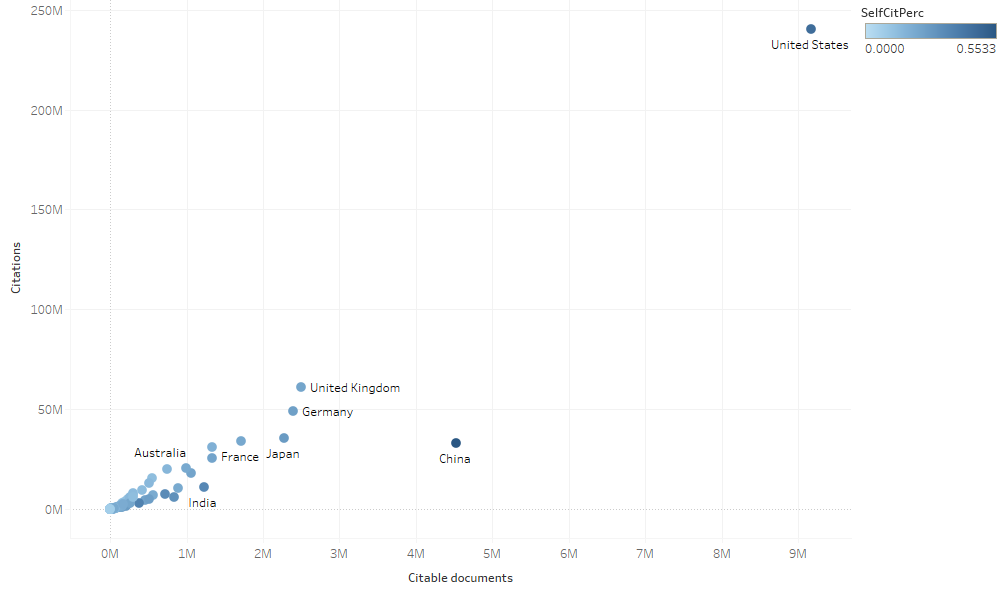 SelfCitPerc
0.0000 0.5533
250M
200M
150M
100M
50M
0M
Citations
United States
United Kingdom
Germany
Australia
France
Japan
China
India
0M 1M 2M 3M 4M 5M 6M 7M 8M 9M
Citable documents